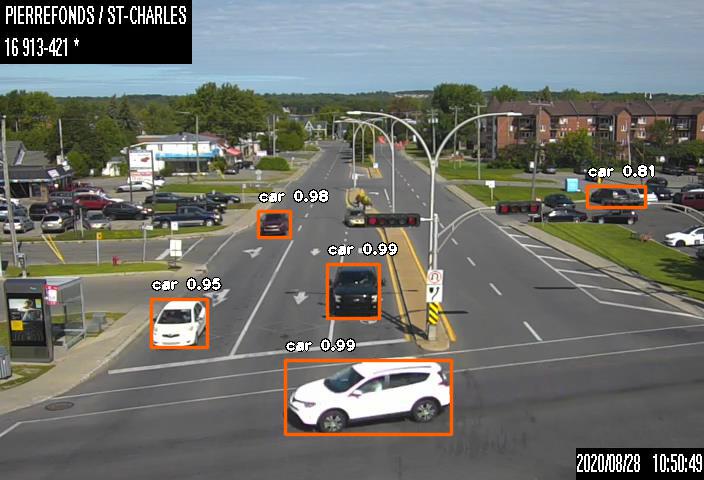 PIERREFONDS / ST-CHARLES
16 913-421 *
car 0.81
car 0.98
car 0.99
car 0.95
car 0.99
2020/08/28 10:50:49